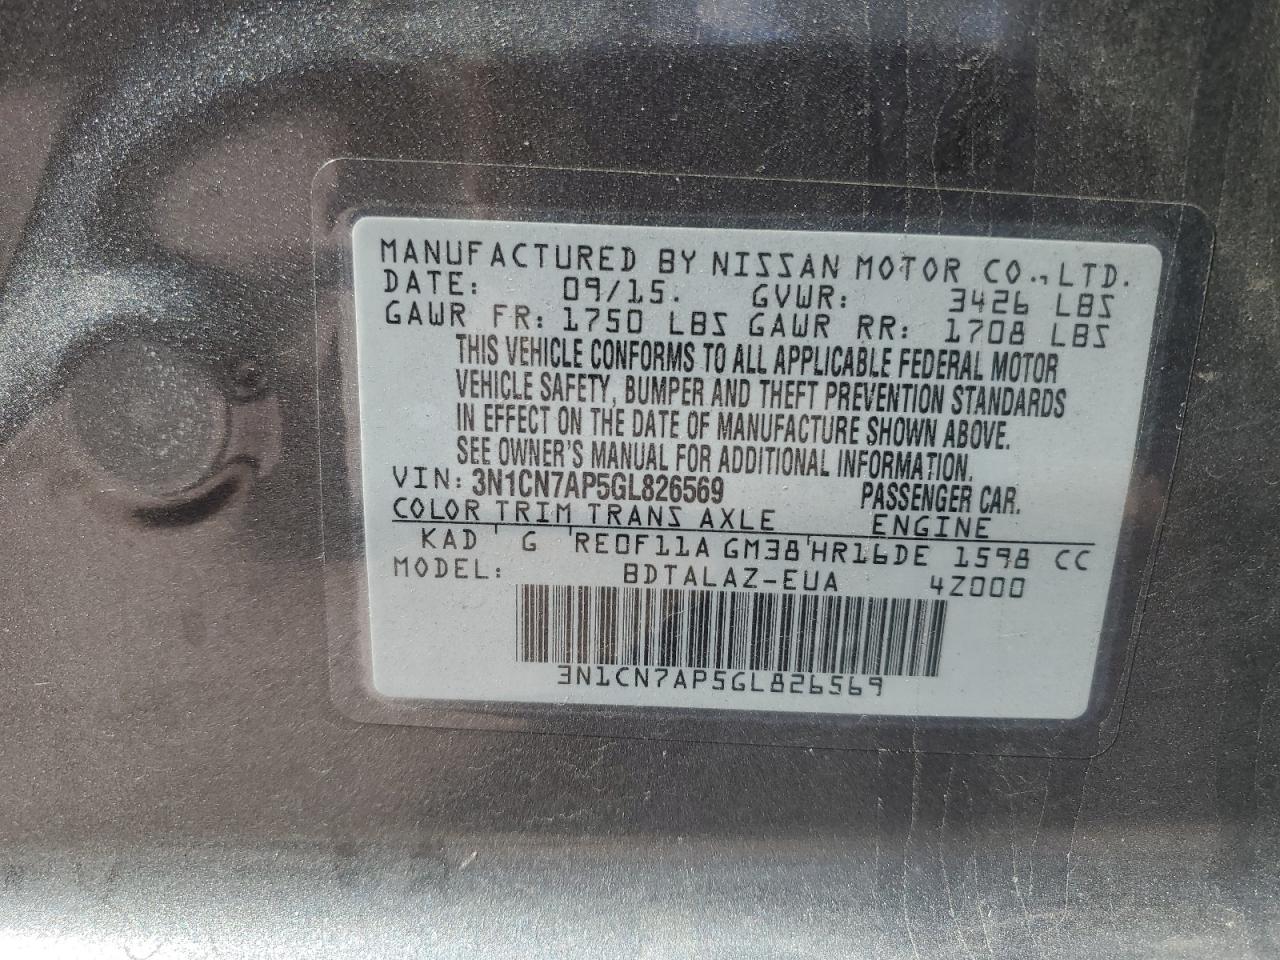 MANUFACTURED BY NISSAN MOTOR CO.,LTD.
DATE: 09/15. GVWR: 3426 LBS
GAWR FR: 1750 LBS GAWR RR: 1708 LBS
THIS VEHICLE CONFORMS TO ALL APPLICABLE FEDERAL MOTOR
VEHICLE SAFETY, BUMPER AND THEFT PREVENTION STANDARDS
IN EFFECT ON THE DATE OF MANUFACTURE SHOWN ABOVE.
SEE OWNER'S MANUAL FOR ADDITIONAL INFORMATION.
VIN: 3N1CN7AP5GL826569 PASSENGER CAR.
COLOR TRIM TRANS AXLE ENGINE
KAD ' G ' RE0F11A GM38 ' HR16DE 1598 CC
MODEL: BDTALAZ-EUA 4Z000
3N1CN7AP5GL826569